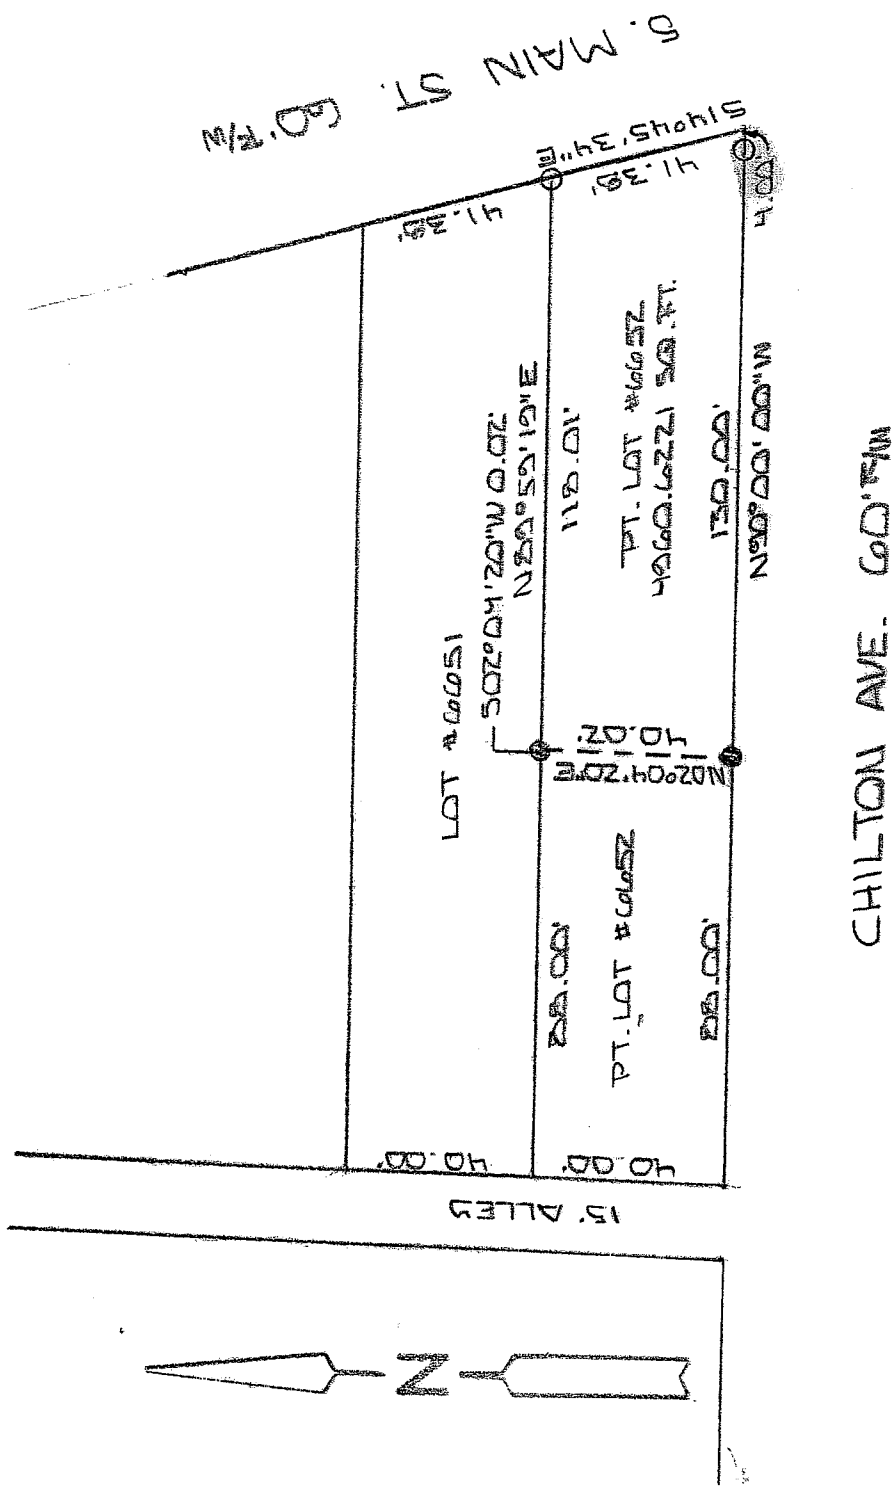 S. MAIN ST. 60' R/W
S14°45'34"E
41.38'
41.38'
4.00
LOT #6651
S02°04'20"W 0.02'
N89°59'19"E
118.01'
PT. LOT #6652
4960.6221 SQ. FT.
130.00'
N90°00'00"W
40.02'
N02°04'20"E
88.00'
PT. LOT #6652
88.00'
40.00'
40.00'
15' ALLEY
N
CHILTON AVE. 60' R/W